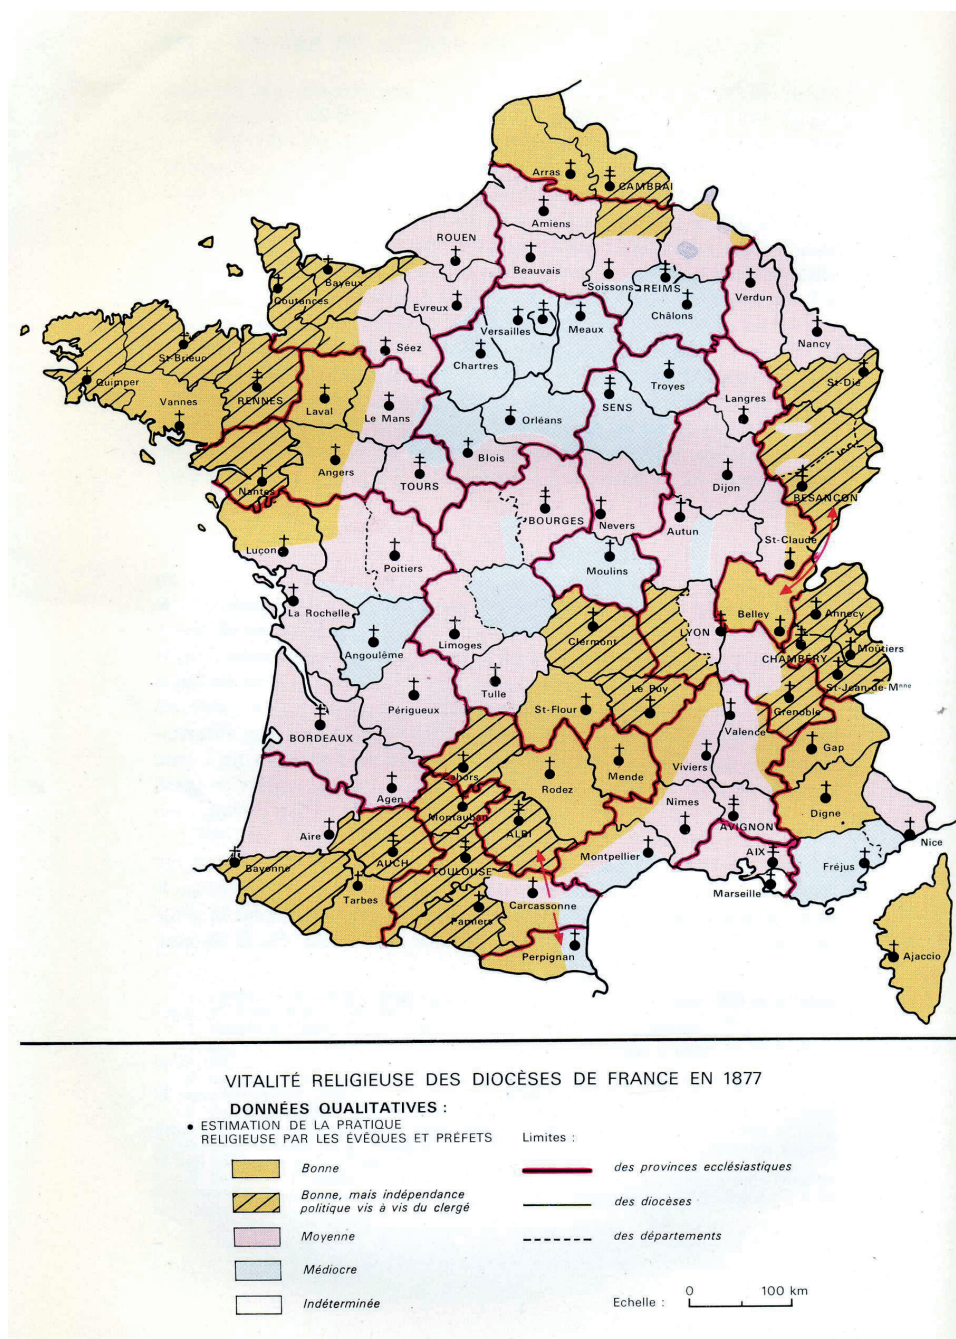 Arras
CAMBRAI
Amiens
ROUEN
Beauvais
Soissons
REIMS
Verdun
Bayeux
Coutances
Evreux
Versailles
Meaux
Châlons
Nancy
Séez
Chartres
St-Brieuc
Quimper
Vannes
RENNES
Laval
Le Mans
Orléans
SENS
Troyes
Langres
St-Dié
Angers
Blois
TOURS
Nantes
BOURGES
Nevers
Dijon
BESANÇON
Autun
Luçon
Poitiers
Moulins
St-Claude
La Rochelle
Angoulême
Limoges
Clermont
LYON
Belley
Annecy
CHAMBÉRY
Moûtiers
St-Jean-de-Mnne
Tulle
Périgueux
St-Flour
Le Puy
Grenoble
BORDEAUX
Valence
Viviers
Gap
Cahors
Rodez
Mende
Agen
Montauban
Nîmes
AVIGNON
Digne
Aire
ALBI
Nice
AUCH
TOULOUSE
Montpellier
AIX
Fréjus
Bayonne
Marseille
Tarbes
Carcassonne
Pamiers
Perpignan
Ajaccio
VITALITÉ RELIGIEUSE DES DIOCÈSES DE FRANCE EN 1877
DONNÉES QUALITATIVES :
• ESTIMATION DE LA PRATIQUE
RELIGIEUSE PAR LES ÉVÊQUES ET PRÉFETS
Bonne
Bonne, mais indépendance
politique vis à vis du clergé
Moyenne
Médiocre
Indéterminée
Limites :
des provinces ecclésiastiques
des diocèses
des départements
Echelle :
0 100 km